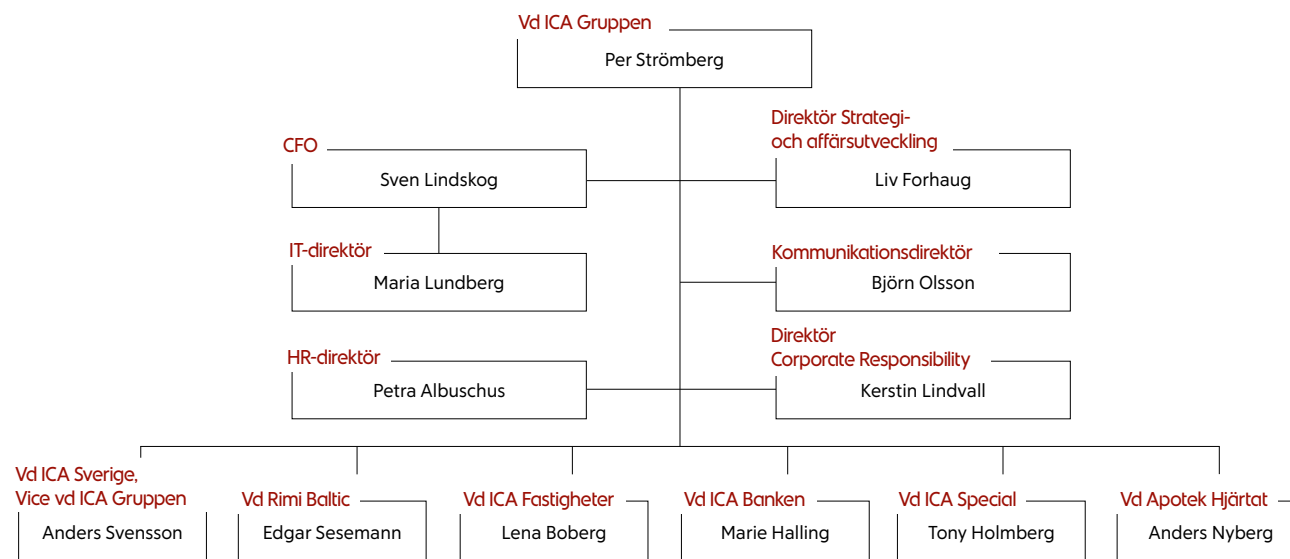 Vd ICA Gruppen
Per Strömberg
CFO
Sven Lindskog
Direktör Strategi-
och affärsutveckling
Liv Forhaug
IT-direktör
Maria Lundberg
Kommunikationsdirektör
Björn Olsson
HR-direktör
Petra Albuschus
Direktör
Corporate Responsibility
Kerstin Lindvall
Vd ICA Sverige,
Vice vd ICA Gruppen
Anders Svensson
Vd Rimi Baltic
Edgar Sesemann
Vd ICA Fastigheter
Lena Boberg
Vd ICA Banken
Marie Halling
Vd ICA Special
Tony Holmberg
Vd Apotek Hjärtat
Anders Nyberg